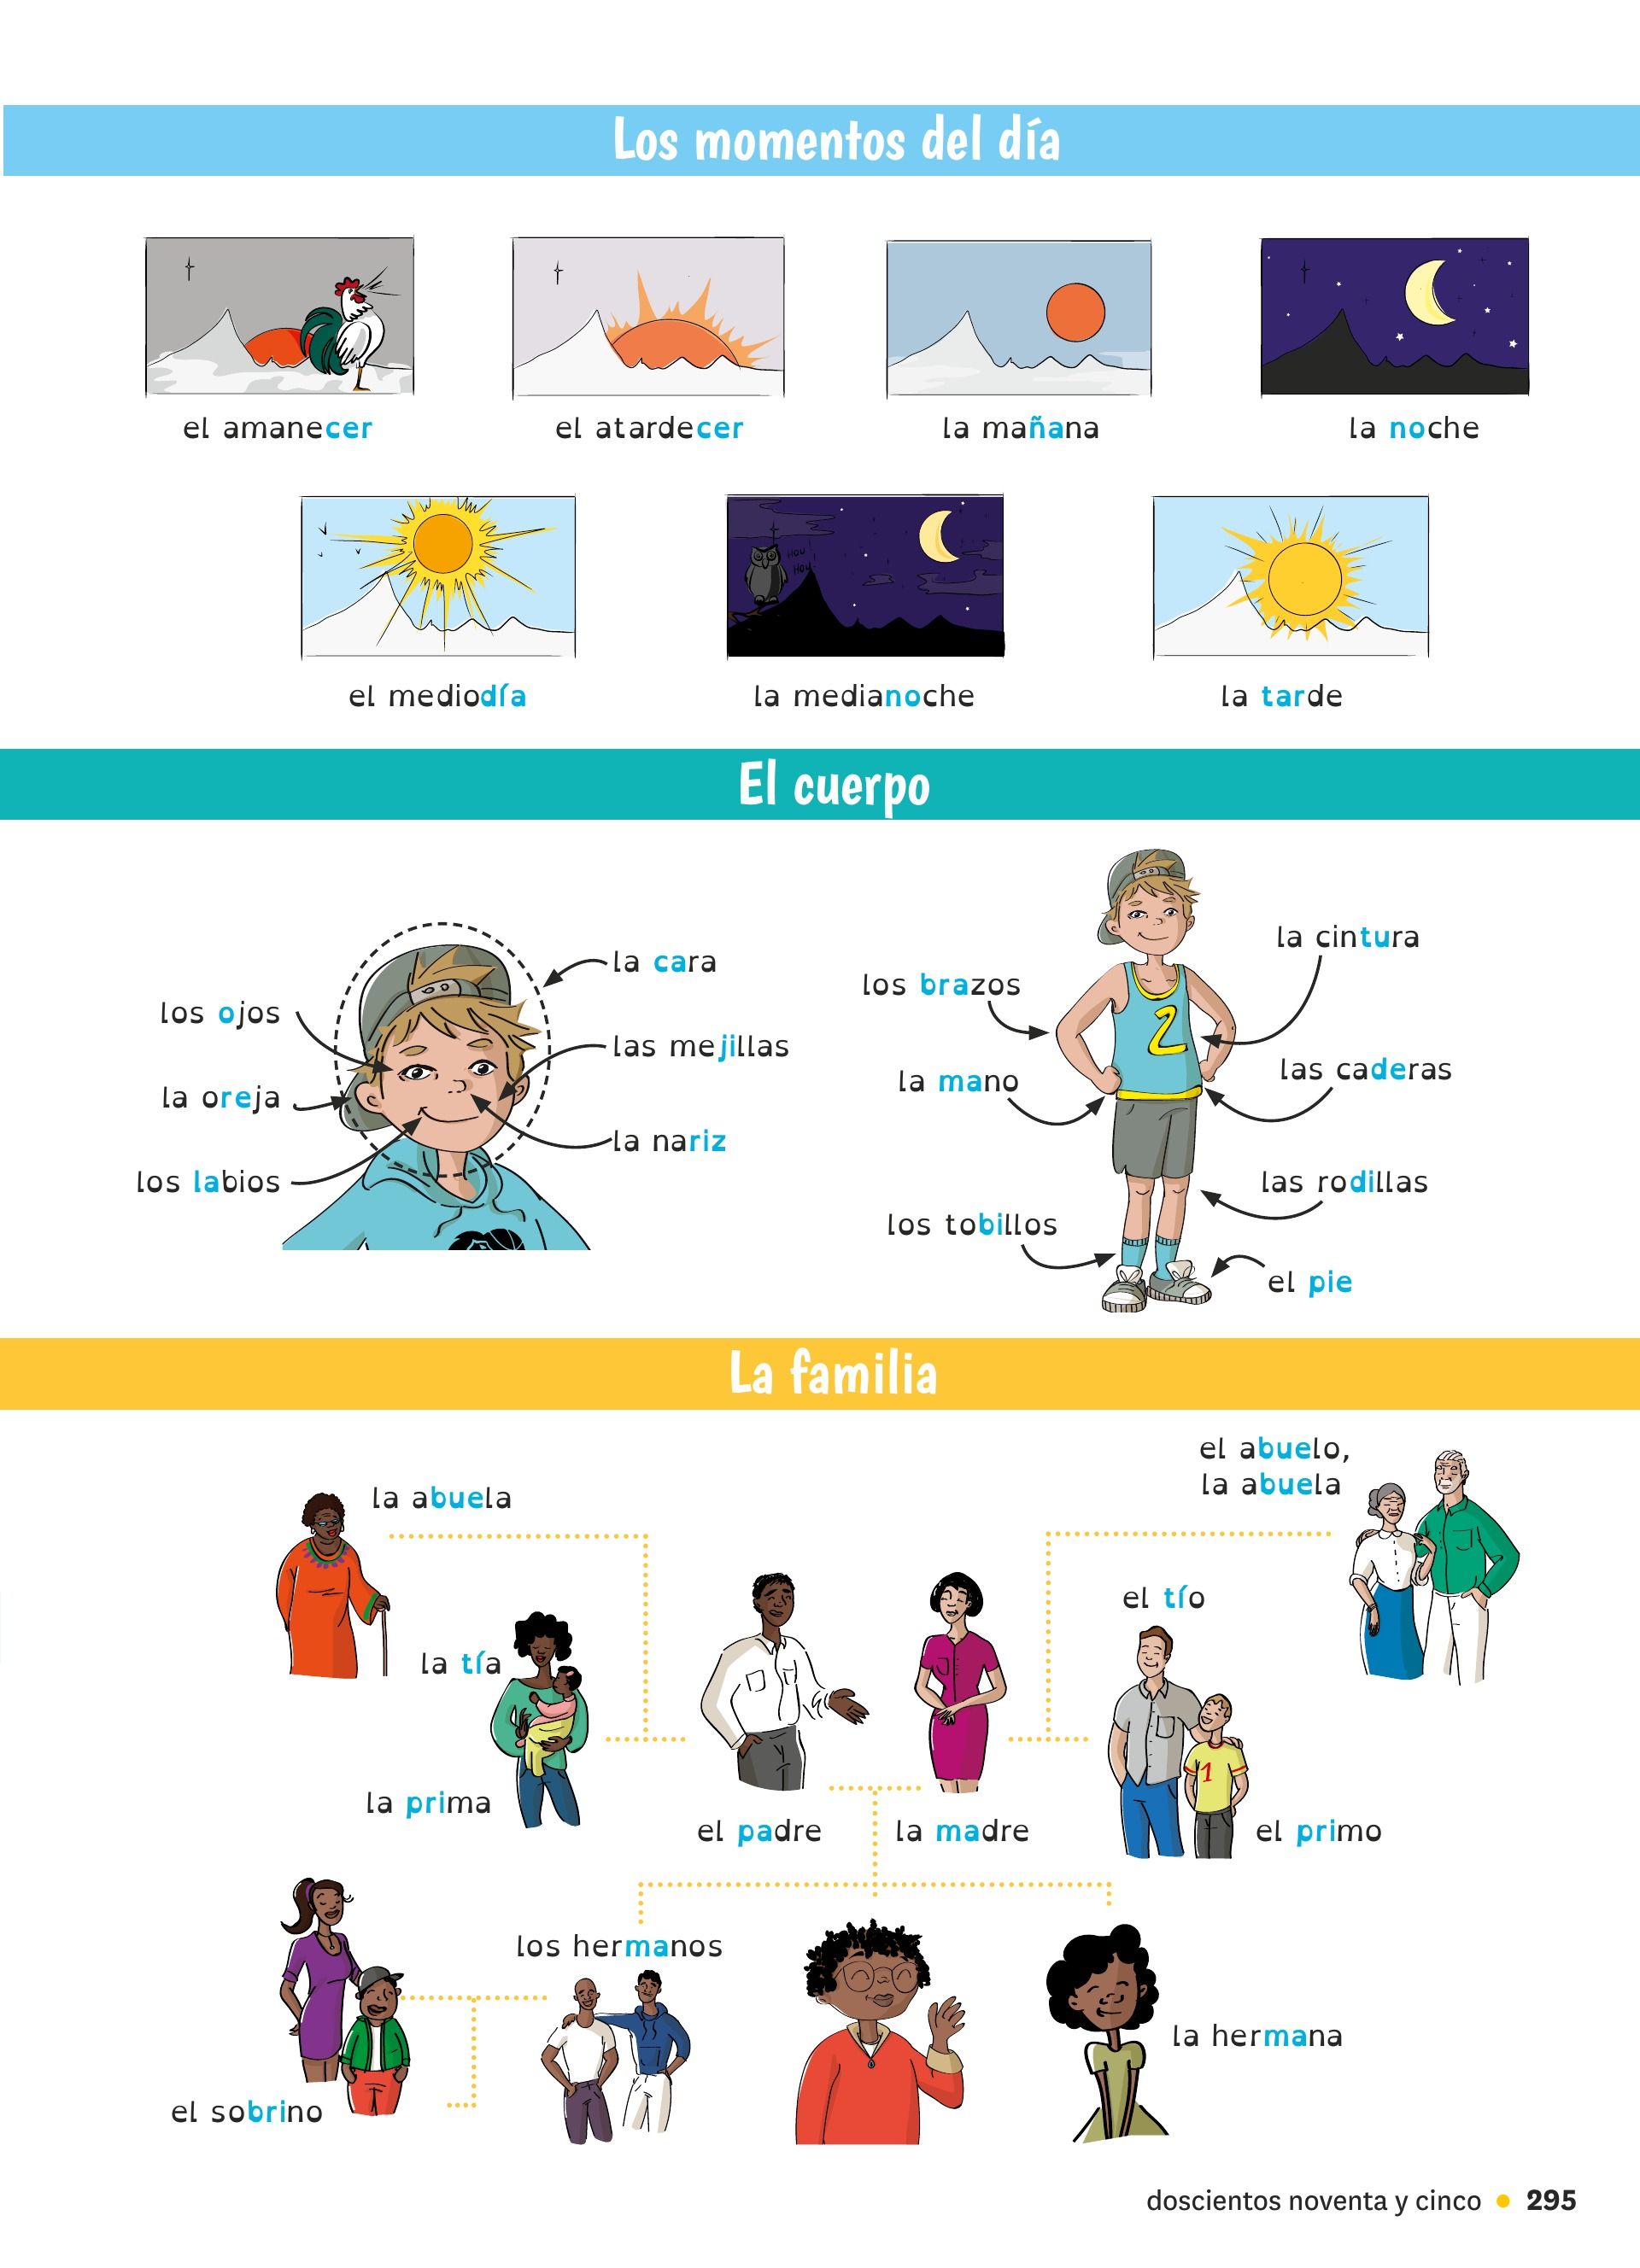 Los momentos del día
el amanecer
el atardecer
la mañana
la noche
HOU
HOU
2
el mediodía
la medianoche
la tarde
El cuerpo
los ojos
la oreja
los labios
la cara
las mejillas
la nariz
los brazos
la mano
los tobillos
la cintura
las caderas
las rodillas
el pie
La familia
la abuela
el abuelo,
la abuela
el tío
la tía
1
la prima
el padre
la madre
el primo
los hermanos
la hermana
el sobrino
doscientos noventa y cinco • 295